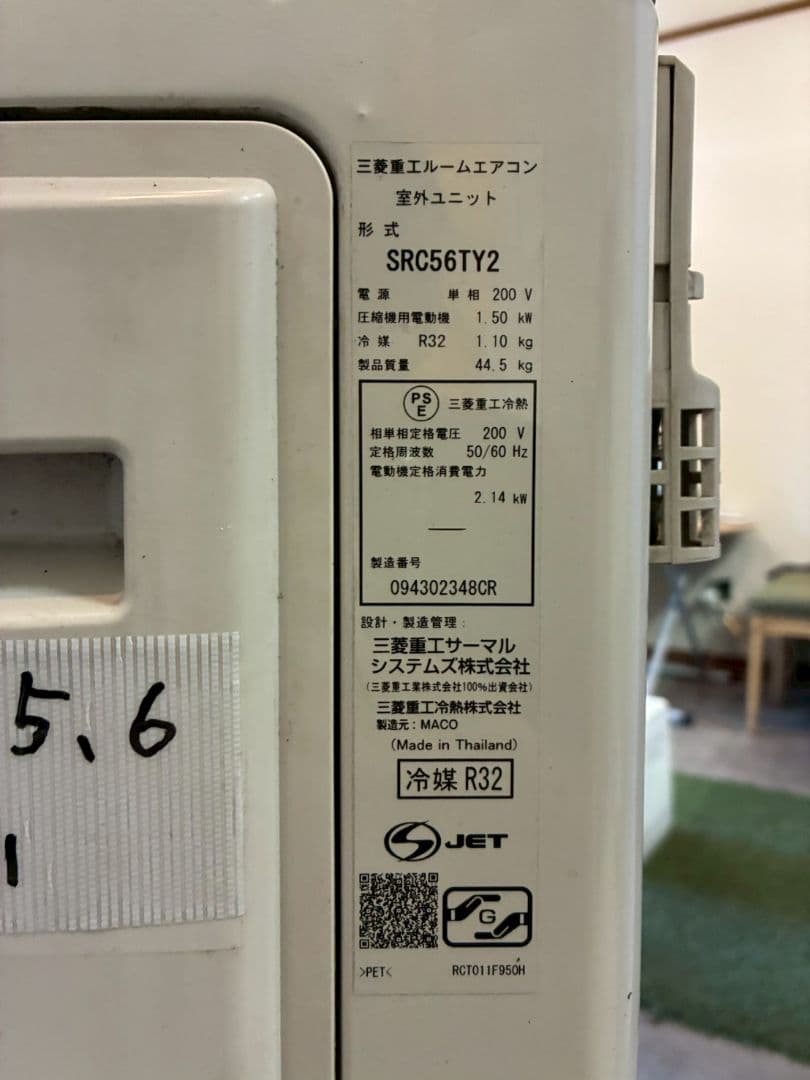 三菱重工ルームエアコン
室外ユニット
形 式
SRC56TY2
電 源 単 相 200 V
圧縮機用電動機 1.50 kW
冷 媒 R32 1.10 kg
製品質量 44.5 kg
PS
E
三菱重工冷熱
相単相定格電圧 200 V
定格周波数 50/60 Hz
電動機定格消費電力
2.14 kW
製造番号
094302348CR
設計・製造管理：
三菱重工サーマル
システムズ株式会社
(三菱重工業株式会社100%出資会社)
三菱重工冷熱株式会社
製造元：MACO
(Made in Thailand)
冷媒 R32
S JET
G
>PET<
RCT011F950H
5、6
1